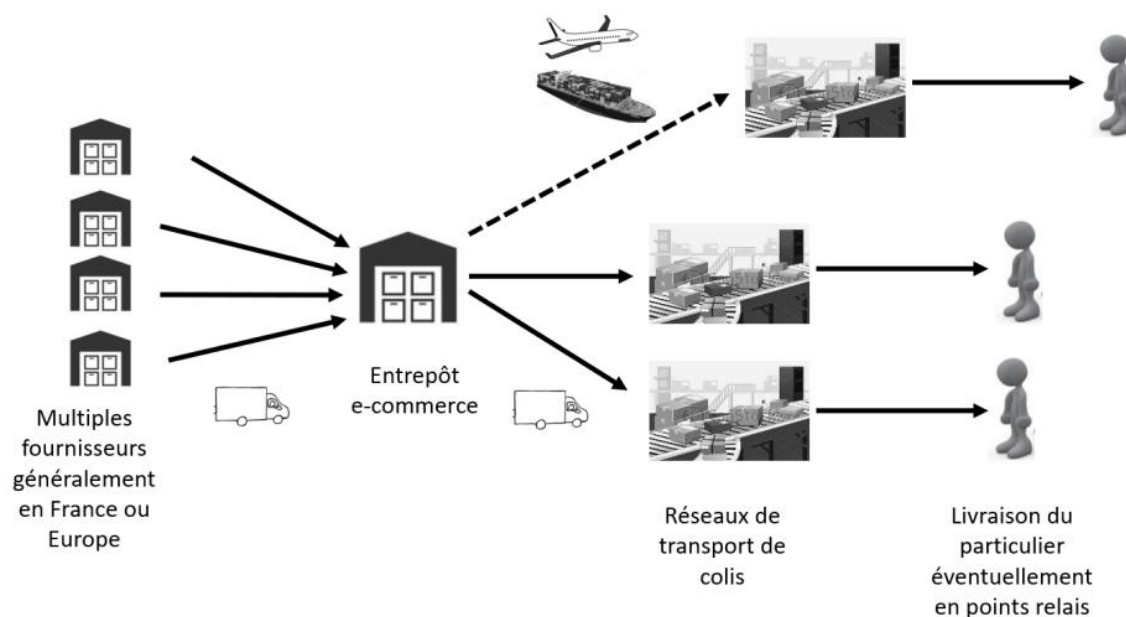 Entrepôt
e-commerce
Multiples
fournisseurs
généralement
en France ou
Europe
Réseaux de
transport de
colis
Livraison du
particulier
éventuellement
en points relais